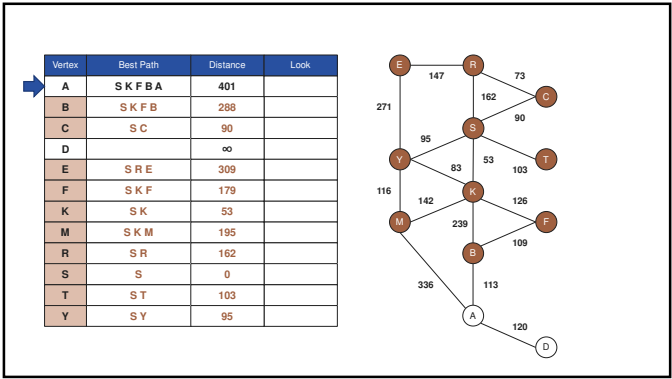 Vertex Best Path Distance Look
A S K F B A 401
B S K F B 288
C S C 90
D ∞
E S R E 309
F S K F 179
K S K 53
M S K M 195
R S R 162
S S 0
T S T 103
Y S Y 95
E R
147 73
C
271 162 90
S
95
Y 53 T
83 103
K
116 142 126
M F
239 109
B
336 113
A
120
D